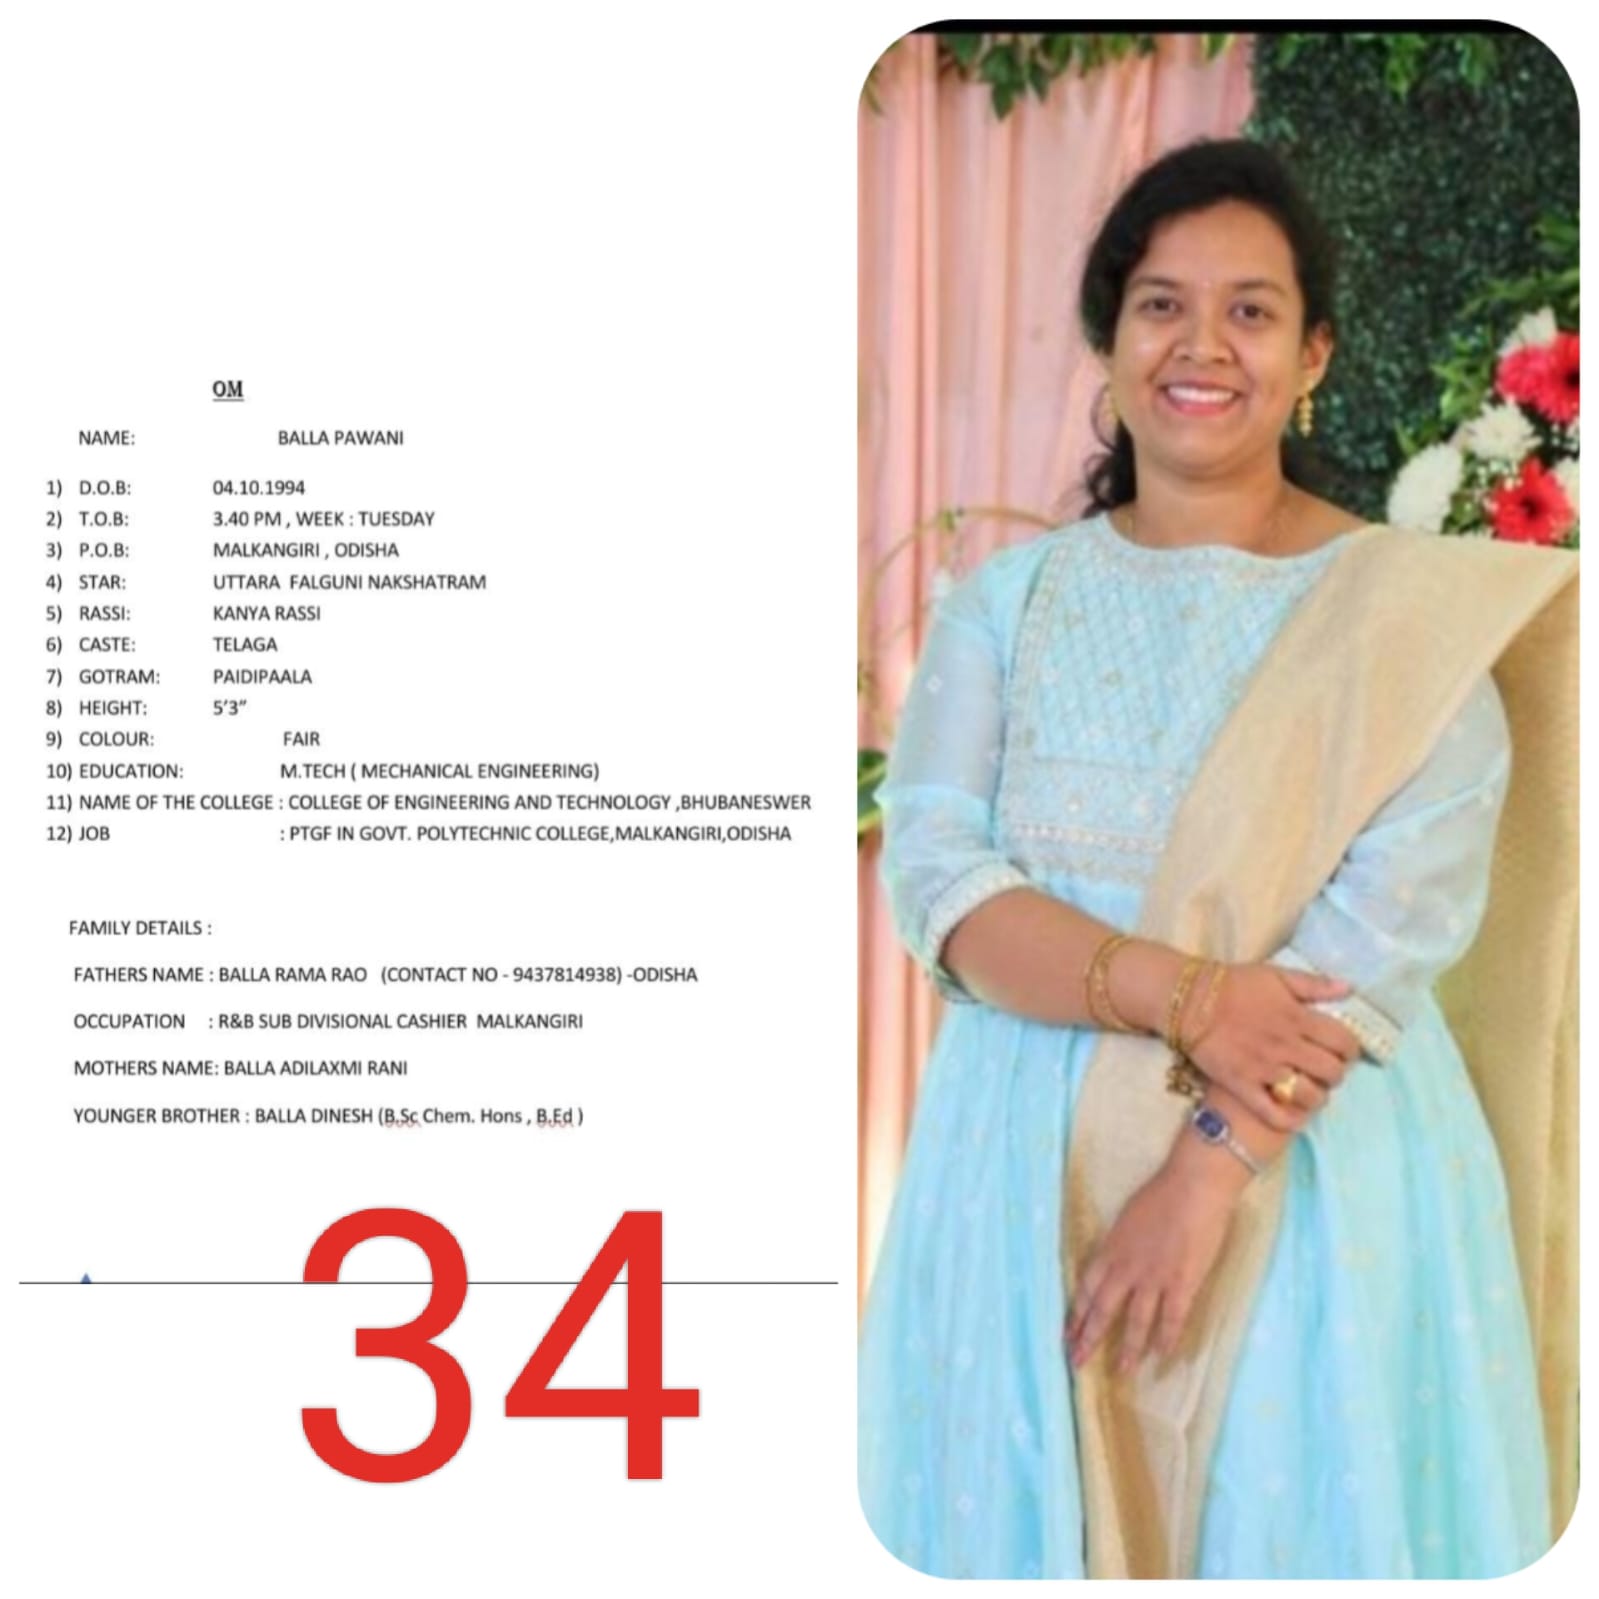 OM
NAME: BALLA PAWANI
1) D.O.B: 04.10.1994
2) T.O.B: 3.40 PM , WEEK : TUESDAY
3) P.O.B: MALKANGIRI , ODISHA
4) STAR: UTTARA FALGUNI NAKSHATRAM
5) RASSI: KANYA RASSI
6) CASTE: TELAGA
7) GOTRAM: PAIDIPAALA
8) HEIGHT: 5'3"
9) COLOUR: FAIR
10) EDUCATION: M.TECH ( MECHANICAL ENGINEERING)
11) NAME OF THE COLLEGE : COLLEGE OF ENGINEERING AND TECHNOLOGY ,BHUBANESWER
12) JOB : PTGF IN GOVT. POLYTECHNIC COLLEGE,MALKANGIRI,ODISHA
FAMILY DETAILS :
FATHERS NAME : BALLA RAMA RAO (CONTACT NO - 9437814938) -ODISHA
OCCUPATION : R&B SUB DIVISIONAL CASHIER MALKANGIRI
MOTHERS NAME: BALLA ADILAXMI RANI
YOUNGER BROTHER : BALLA DINESH (B.Sc Chem. Hons , B.Ed )
34